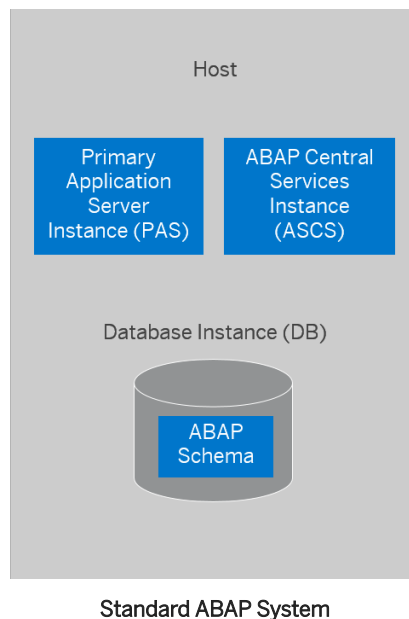 Host
Primary
Application
Server
Instance (PAS)
ABAP Central
Services
Instance
(ASCS)
Database Instance (DB)
ABAP
Schema
Standard ABAP System